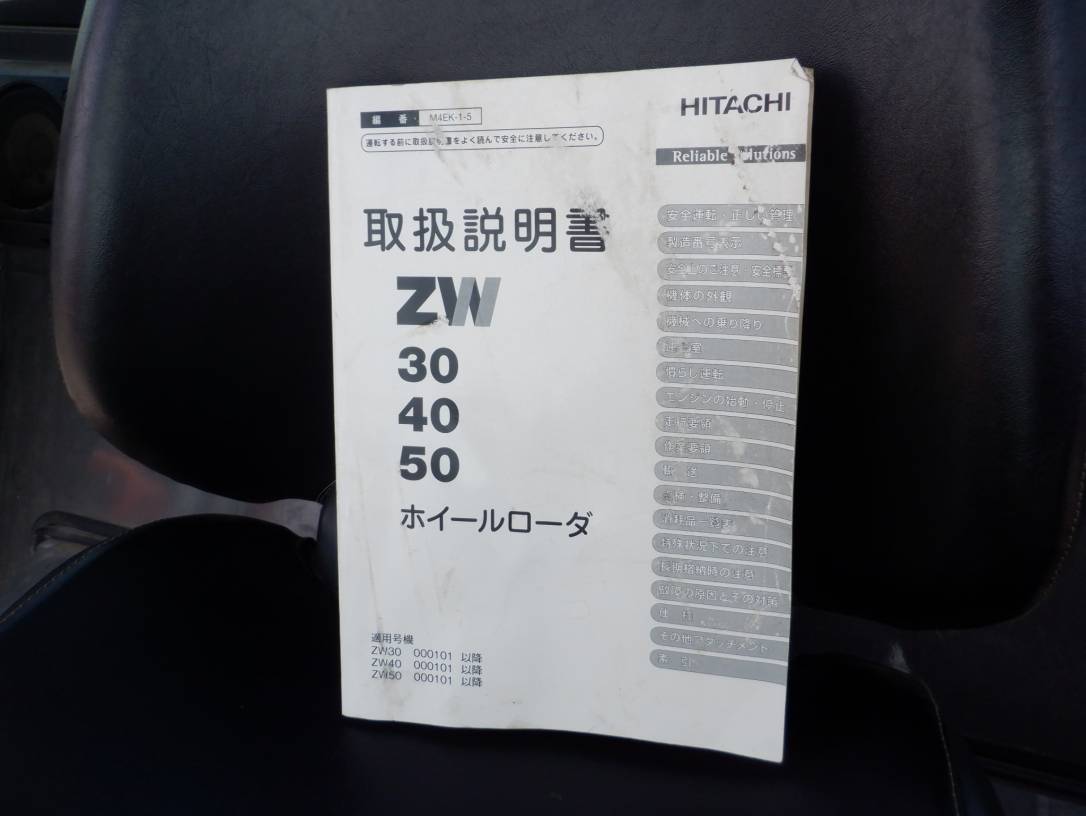 編 番 M4EK-1-5
運転する前に取扱説明書をよく読んで安全に注意してください。
HITACHI
Reliable Solutions
取扱説明書
ZW
30
40
50
ホイールローダ
適用号機
ZW30 000101 以降
ZW40 000101 以降
ZW50 000101 以降
安全運転・正しい管理
製造番号表示
安全上のご注意・安全標
機体の外観
機械への乗り降り
運転室
慣らし運転
エンジンの始動・停止
走行要領
作業要領
輸 送
点検・整備
消耗品一覧表
特殊状況下での注意
長期格納時の注意
故障の原因とその対策
仕 様
その他アタッチメント
索 引